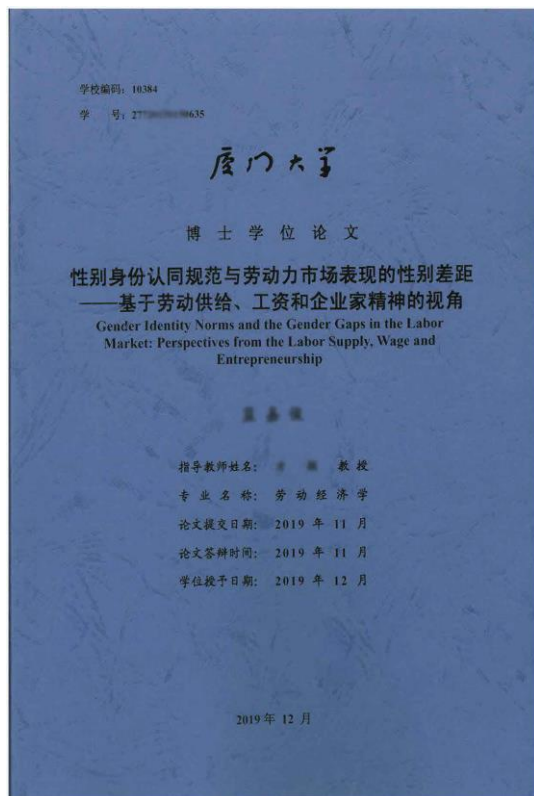 学校编码：10384
学 号：27 635
厦门大学
博士学位论文
性别身份认同规范与劳动力市场表现的性别差距
——基于劳动供给、工资和企业家精神的视角
Gender Identity Norms and the Gender Gaps in the Labor
Market: Perspectives from the Labor Supply, Wage and
Entrepreneurship
指导教师姓名： 教授
专业名称：劳动经济学
论文提交日期：2019 年 11 月
论文答辩时间：2019 年 11 月
学位授予日期：2019 年 12 月
2019 年 12 月